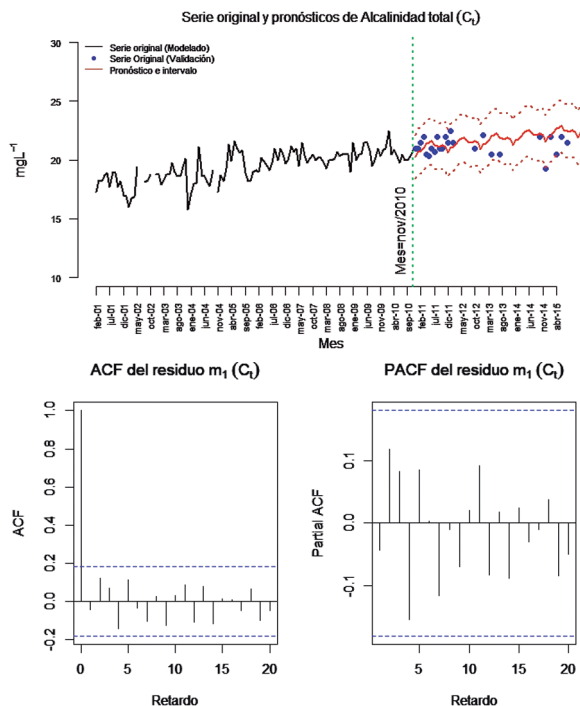 Serie original y pronósticos de Alcalinidad total (Ct)
Serie original (Modelado)
Serie Original (Validación)
Pronóstico e intervalo
mgL⁻¹
30
25
20
15
10
Mes=nov/2010
feb-01
jul-01
dic-01
may-02
oct-02
mar-03
ago-03
ene-04
jun-04
nov-04
abr-05
sep-05
feb-06
jul-06
dic-06
may-07
oct-07
mar-08
ago-08
ene-09
jun-09
nov-09
abr-10
sep-10
feb-11
jul-11
dic-11
may-12
oct-12
mar-13
ago-13
ene-14
jun-14
nov-14
abr-15
Mes
ACF del residuo m1 (Ct)
ACF
1.0
0.8
0.6
0.4
0.2
0.0
-0.2
0 5 10 15 20
Retardo
PACF del residuo m1 (Ct)
Partial ACF
0.1
0.0
-0.1
5 10 15 20
Retardo